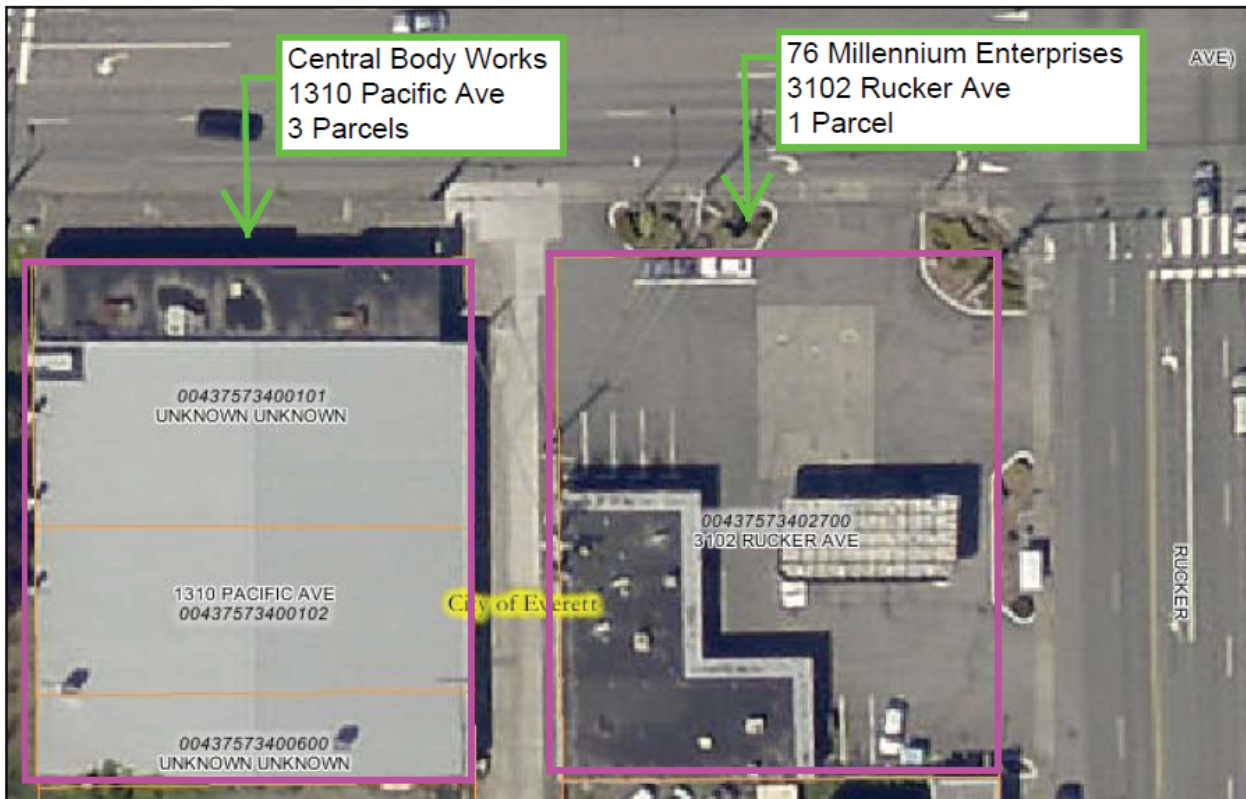 Central Body Works
1310 Pacific Ave
3 Parcels
76 Millennium Enterprises
3102 Rucker Ave
1 Parcel
AVE)
00437573400101
UNKNOWN UNKNOWN
00437573402700
3102 RUCKER AVE
1310 PACIFIC AVE
00437573400102
City of Everett
RUCKER
00437573400600
UNKNOWN UNKNOWN